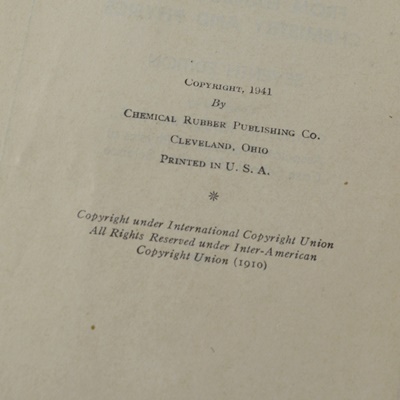 COPYRIGHT, 1941
By
CHEMICAL RUBBER PUBLISHING CO.
CLEVELAND, OHIO
PRINTED IN U. S. A.
*
Copyright under International Copyright Union
All Rights Reserved under Inter-American
Copyright Union (1910)